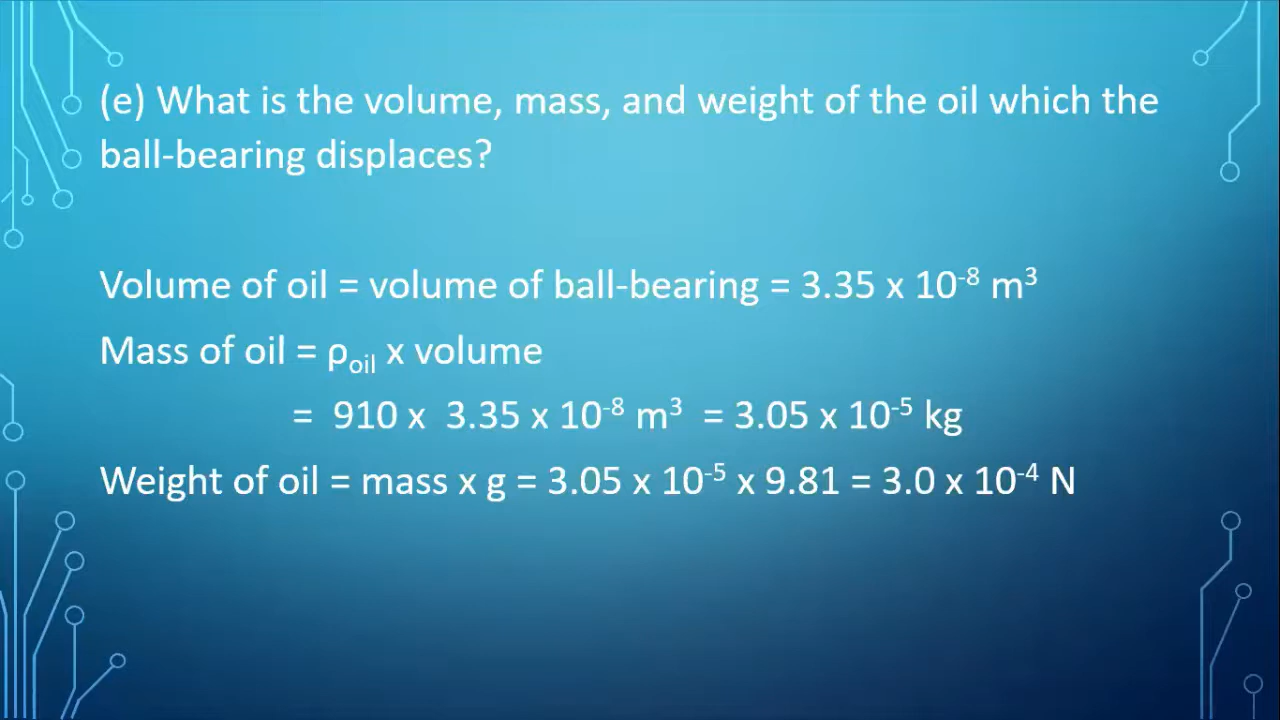 (e) What is the volume, mass, and weight of the oil which the
ball-bearing displaces?
Volume of oil = volume of ball-bearing = 3.35 x 10⁻⁸ m³
Mass of oil = ρₒᵢₗ x volume
= 910 x 3.35 x 10⁻⁸ m³ = 3.05 x 10⁻⁵ kg
Weight of oil = mass x g = 3.05 x 10⁻⁵ x 9.81 = 3.0 x 10⁻⁴ N